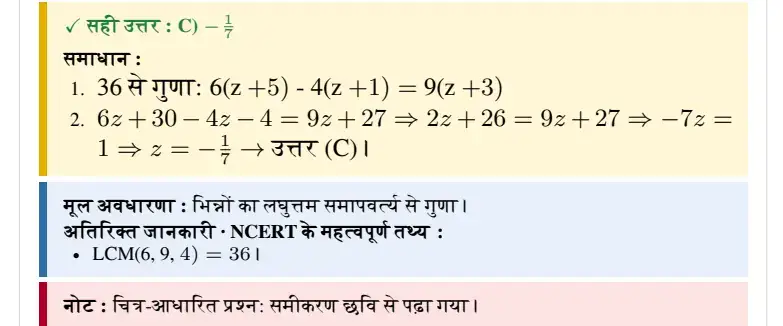 ✓ सही उत्तर : C) − 1/7
समाधान :
1. 36 से गुणा: 6(z +5) - 4(z +1) = 9(z +3)
2. 6z + 30 − 4z − 4 = 9z + 27 ⇒ 2z + 26 = 9z + 27 ⇒ −7z =
1 ⇒ z = − 1/7 → उत्तर (C)।
मूल अवधारणा : भिन्नों का लघुत्तम समापवर्त्य से गुणा।
अतिरिक्त जानकारी · NCERT के महत्वपूर्ण तथ्य :
• LCM(6, 9, 4) = 36।
नोट : चित्र-आधारित प्रश्न: समीकरण छवि से पढ़ा गया।